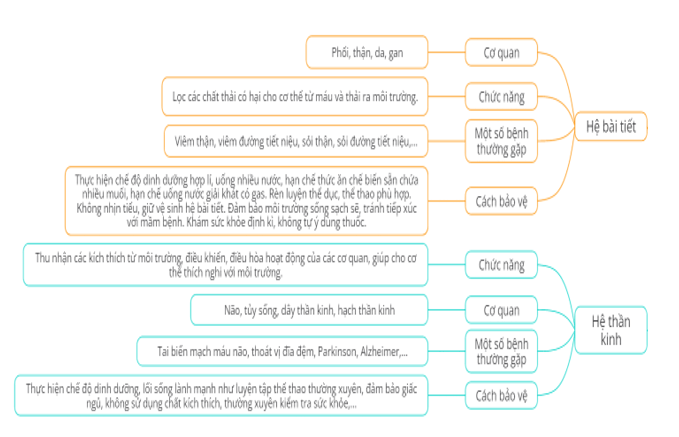 Phổi, thận, da, gan
Cơ quan
Lọc các chất thải có hại cho cơ thể từ máu và thải ra môi trường.
Chức năng
Viêm thận, viêm đường tiết niệu, sỏi thận, sỏi đường tiết niệu,...
Một số bệnh
thường gặp
Thực hiện chế độ dinh dưỡng hợp lí, uống nhiều nước, hạn chế thức ăn chế biến sẵn chứa
nhiều muối, hạn chế uống nước giải khát có gas. Rèn luyện thể dục, thể thao phù hợp.
Không nhịn tiểu, giữ vệ sinh hệ bài tiết. Đảm bảo môi trường sống sạch sẽ, tránh tiếp xúc
với mầm bệnh. Khám sức khỏe định kì, không tự ý dùng thuốc.
Cách bảo vệ
Hệ bài tiết
Thu nhận các kích thích từ môi trường, điều khiển, điều hòa hoạt động của các cơ quan, giúp cho cơ
thể thích nghi với môi trường.
Chức năng
Não, tủy sống, dây thần kinh, hạch thần kinh
Cơ quan
Tai biến mạch máu não, thoát vị đĩa đệm, Parkinson, Alzheimer,...
Một số bệnh
thường gặp
Thực hiện chế độ dinh dưỡng, lối sống lành mạnh như luyện tập thể thao thường xuyên, đảm bảo giấc
ngủ, không sử dụng chất kích thích, thường xuyên kiểm tra sức khỏe,...
Cách bảo vệ
Hệ thần
kinh